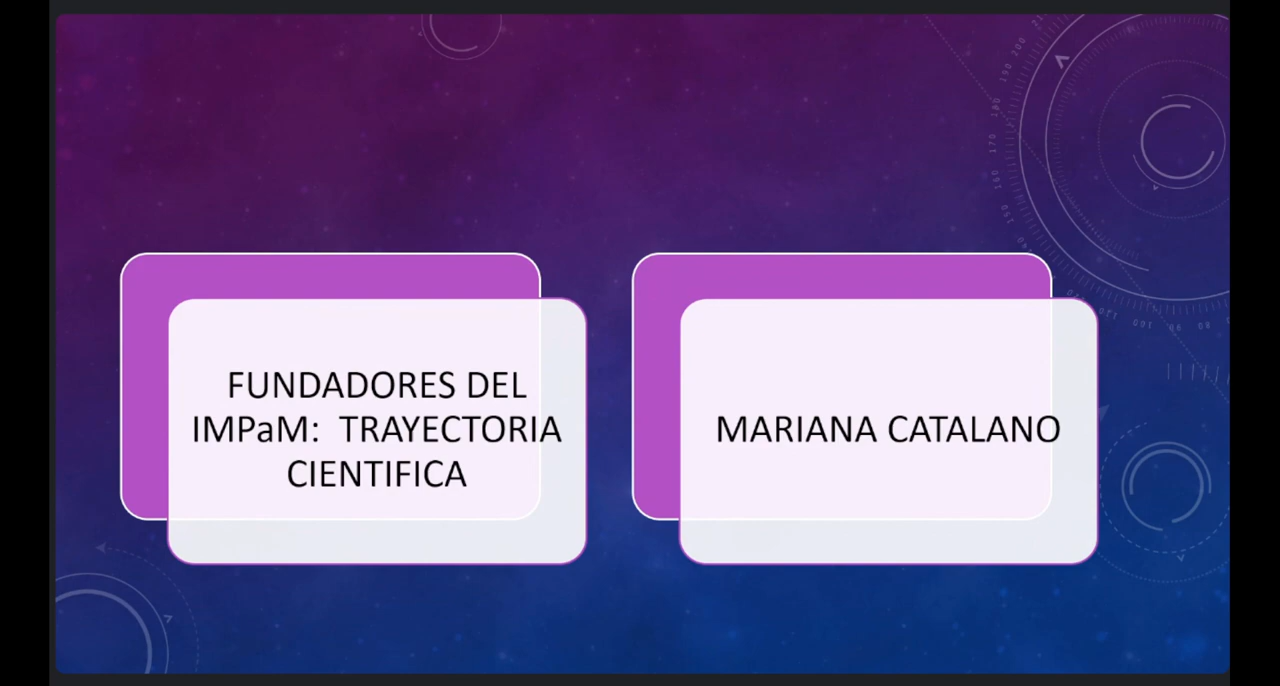 FUNDADORES DEL
IMPaM: TRAYECTORIA
CIENTIFICA
MARIANA CATALANO